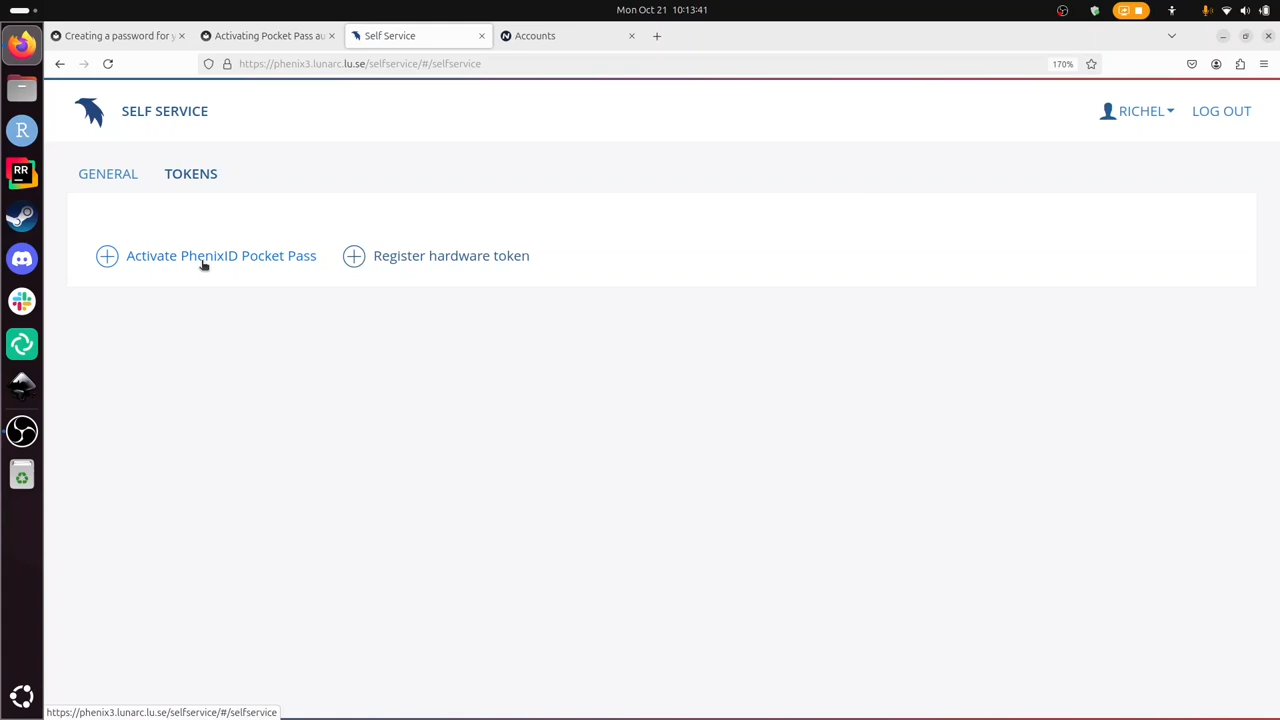 Mon Oct 21 10:13:41
Creating a password for y
Activating Pocket Pass au
Self Service
Accounts
https://phenix3.lunarc.lu.se/selfservice/#/selfservice
170%
SELF SERVICE
RICHEL
LOG OUT
GENERAL
TOKENS
Activate PhenixID Pocket Pass
Register hardware token
R
RR
https://phenix3.lunarc.lu.se/selfservice/#/selfservice